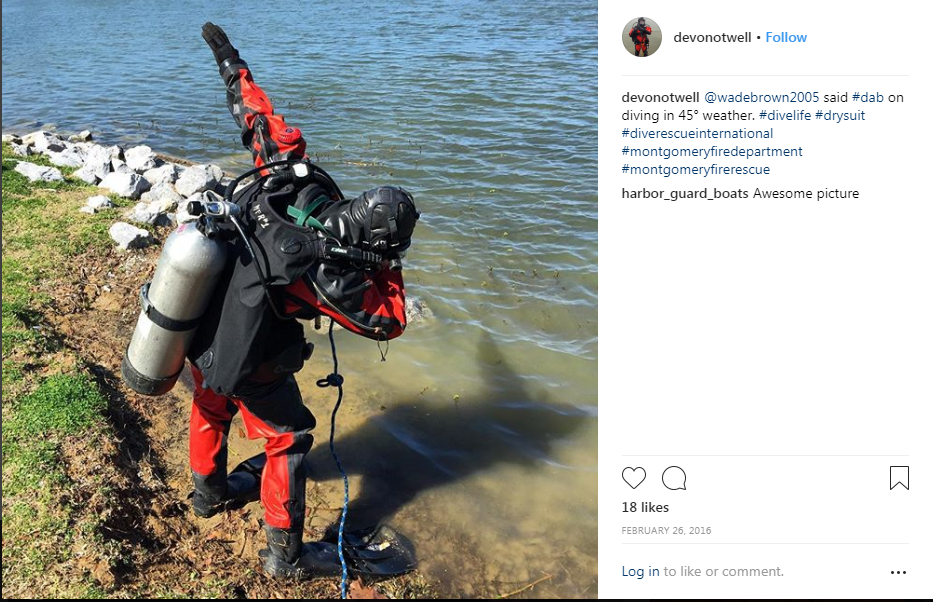 devonotwell • Follow
devonotwell @wadebrown2005 said #dab on
diving in 45° weather. #divelife #drysuit
#diverescueinternational
#montgomeryfiredepartment
#montgomeryfirerescue
harbor_guard_boats Awesome picture
18 likes
FEBRUARY 26, 2016
Log in to like or comment.